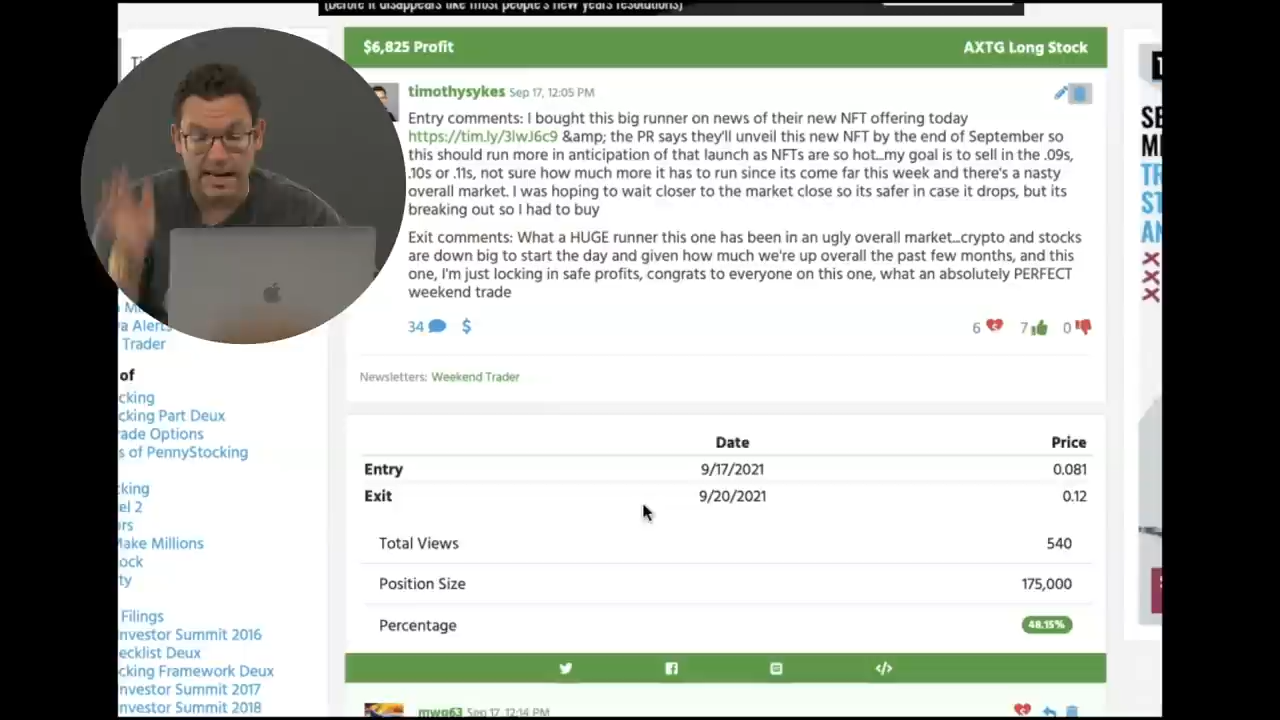 (before it disappears like most people's new years resolutions)
$6,825 Profit
AXTG Long Stock
timothysykes Sep 17, 12:05 PM
Entry comments: I bought this big runner on news of their new NFT offering today
https://tim.ly/3lwJ6c9 &amp; the PR says they'll unveil this new NFT by the end of September so
this should run more in anticipation of that launch as NFTs are so hot...my goal is to sell in the .09s,
.10s or .11s, not sure how much more it has to run since its come far this week and there's a nasty
overall market. I was hoping to wait closer to the market close so its safer in case it drops, but its
breaking out so I had to buy
Exit comments: What a HUGE runner this one has been in an ugly overall market...crypto and stocks
are down big to start the day and given how much we're up overall the past few months, and this
one, I'm just locking in safe profits, congrats to everyone on this one, what an absolutely PERFECT
weekend trade
34
$
6
7
0
Newsletters: Weekend Trader
Date
Price
Entry
9/17/2021
0.081
Exit
9/20/2021
0.12
Total Views
540
Position Size
175,000
Percentage
48.15%
</>
mwg63 Sep 17, 12:14 PM
a Alerts
Trader
of
cking
cking Part Deux
rade Options
s of PennyStocking
cking
el 2
rs
Make Millions
ock
ty
Filings
nvestor Summit 2016
ecklist Deux
cking Framework Deux
nvestor Summit 2017
nvestor Summit 2018
SE
TR
ST
AN